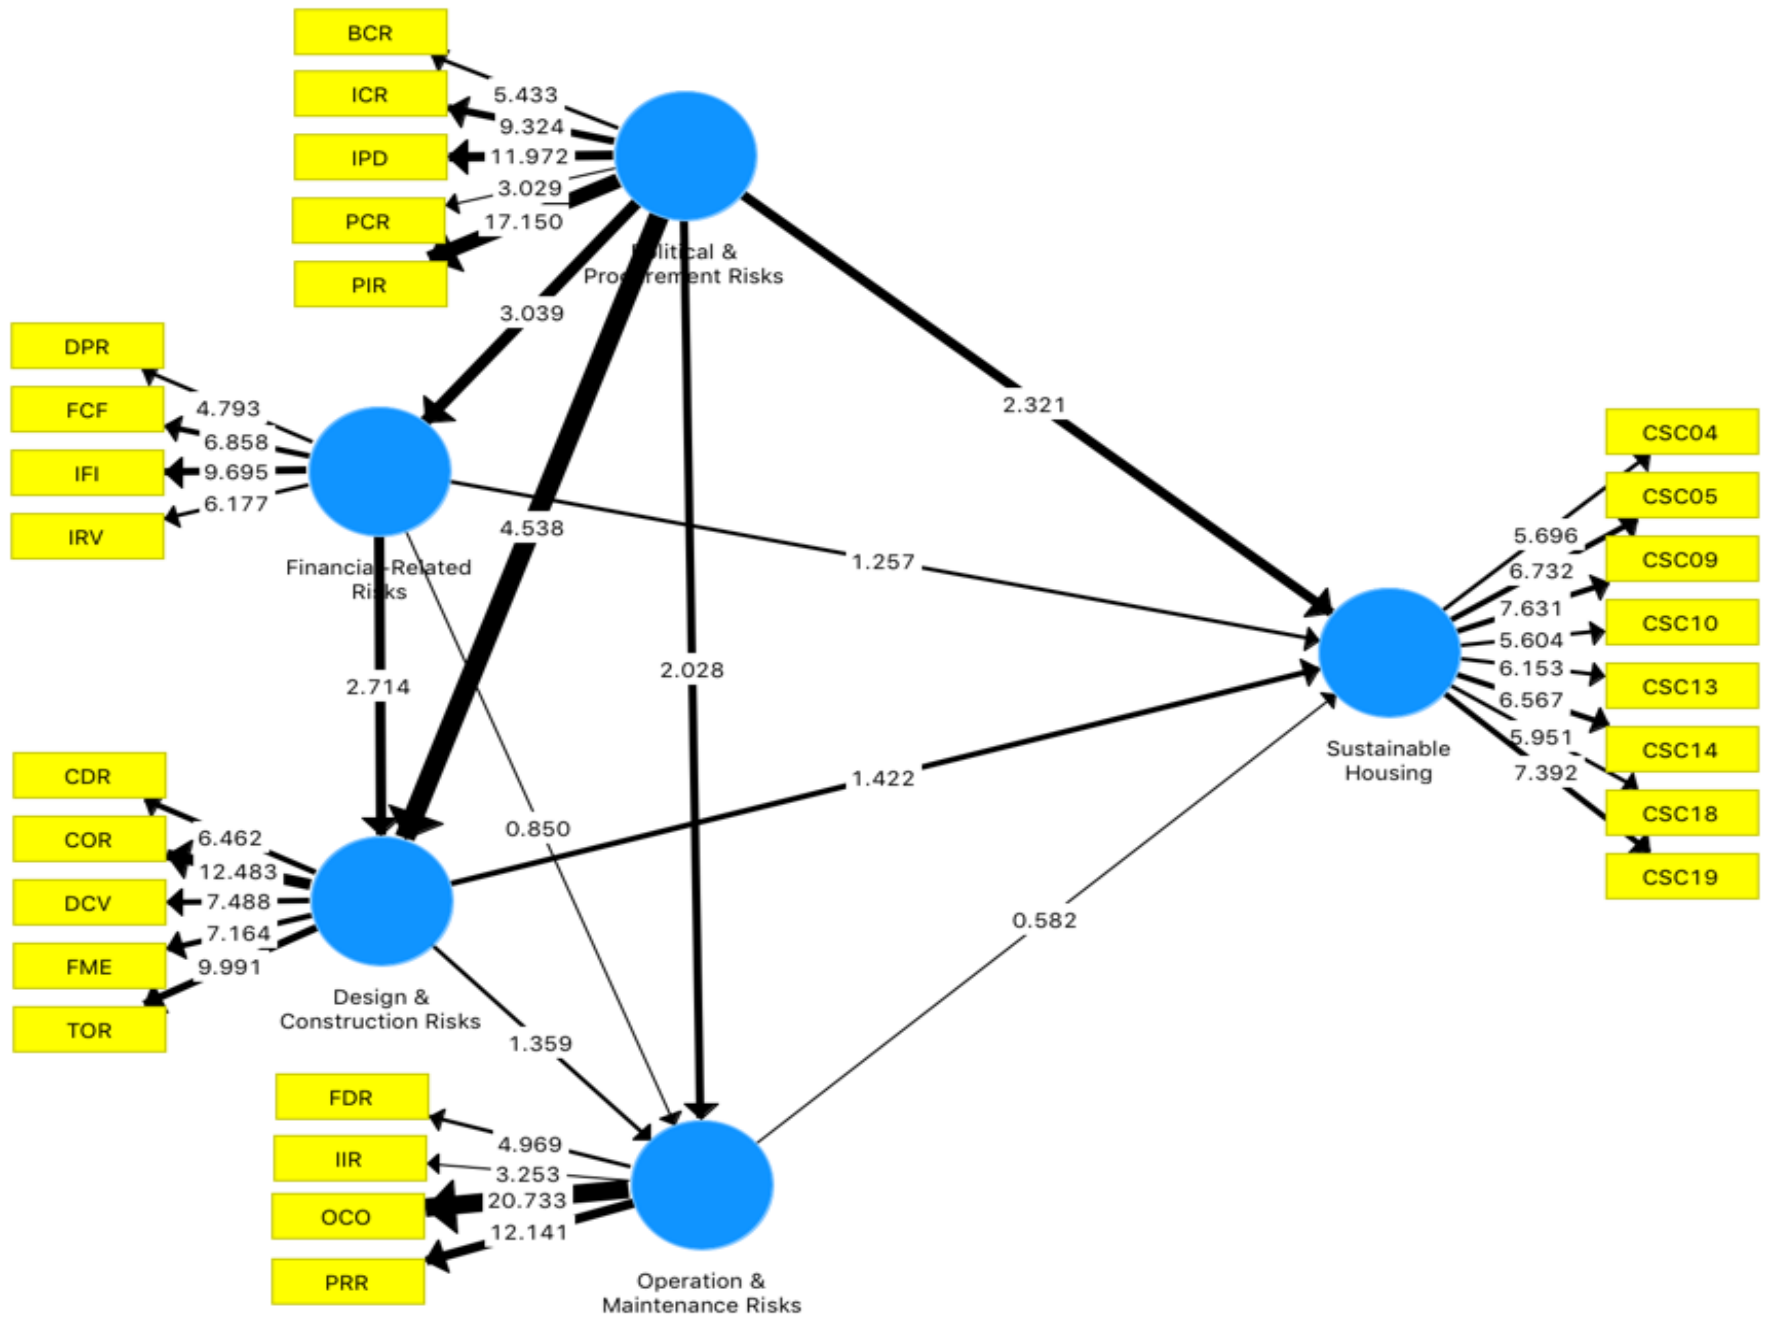 BCR
ICR
IPD
PCR
PIR
5.433
9.324
11.972
3.029
17.150
Political &
Procurement Risks
3.039
4.538
2.028
2.321
DPR
FCF
IFI
IRV
4.793
6.858
9.695
6.177
Financial-Related
Risks
2.714
0.850
1.257
CDR
COR
DCV
FME
TOR
6.462
12.483
7.488
7.164
9.991
Design &
Construction Risks
1.422
1.359
FDR
IIR
OCO
PRR
4.969
3.253
20.733
12.141
Operation &
Maintenance Risks
0.582
Sustainable
Housing
5.696
6.732
7.631
5.604
6.153
6.567
5.951
7.392
CSC04
CSC05
CSC09
CSC10
CSC13
CSC14
CSC18
CSC19